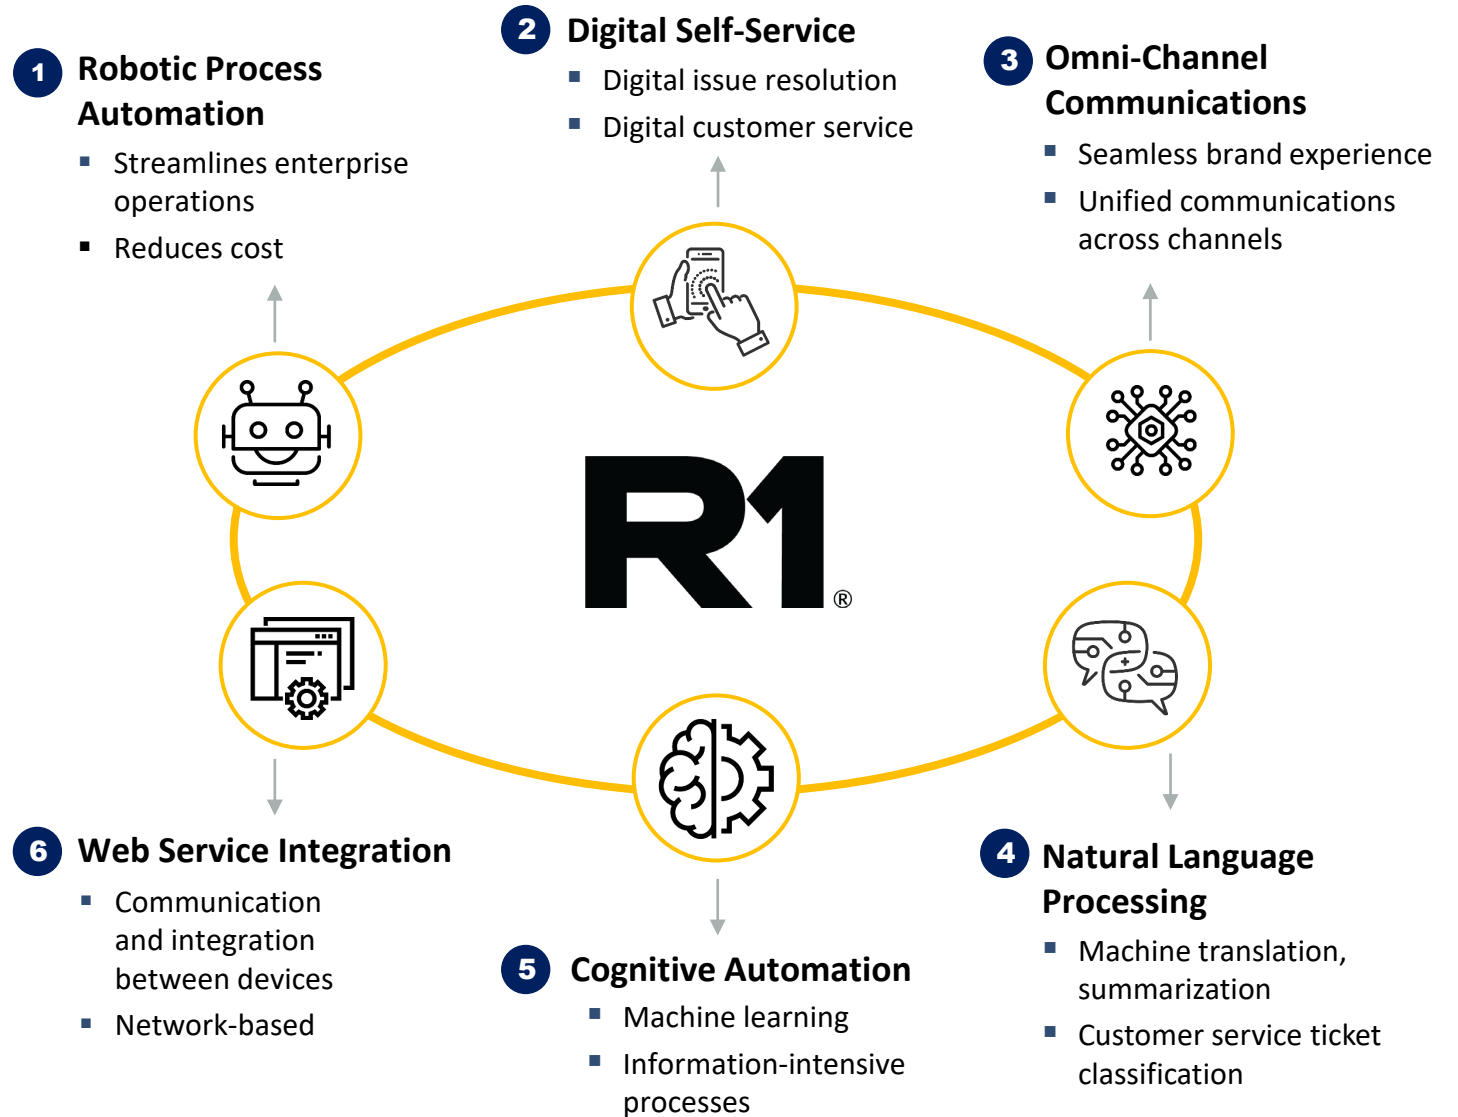 1
Robotic Process
Automation
▪ Streamlines enterprise
operations
▪ Reduces cost
2
Digital Self-Service
▪ Digital issue resolution
▪ Digital customer service
3
Omni-Channel
Communications
▪ Seamless brand experience
▪ Unified communications
across channels
R1®
6
Web Service Integration
▪ Communication
and integration
between devices
▪ Network-based
5
Cognitive Automation
▪ Machine learning
▪ Information-intensive
processes
4
Natural Language
Processing
▪ Machine translation,
summarization
▪ Customer service ticket
classification